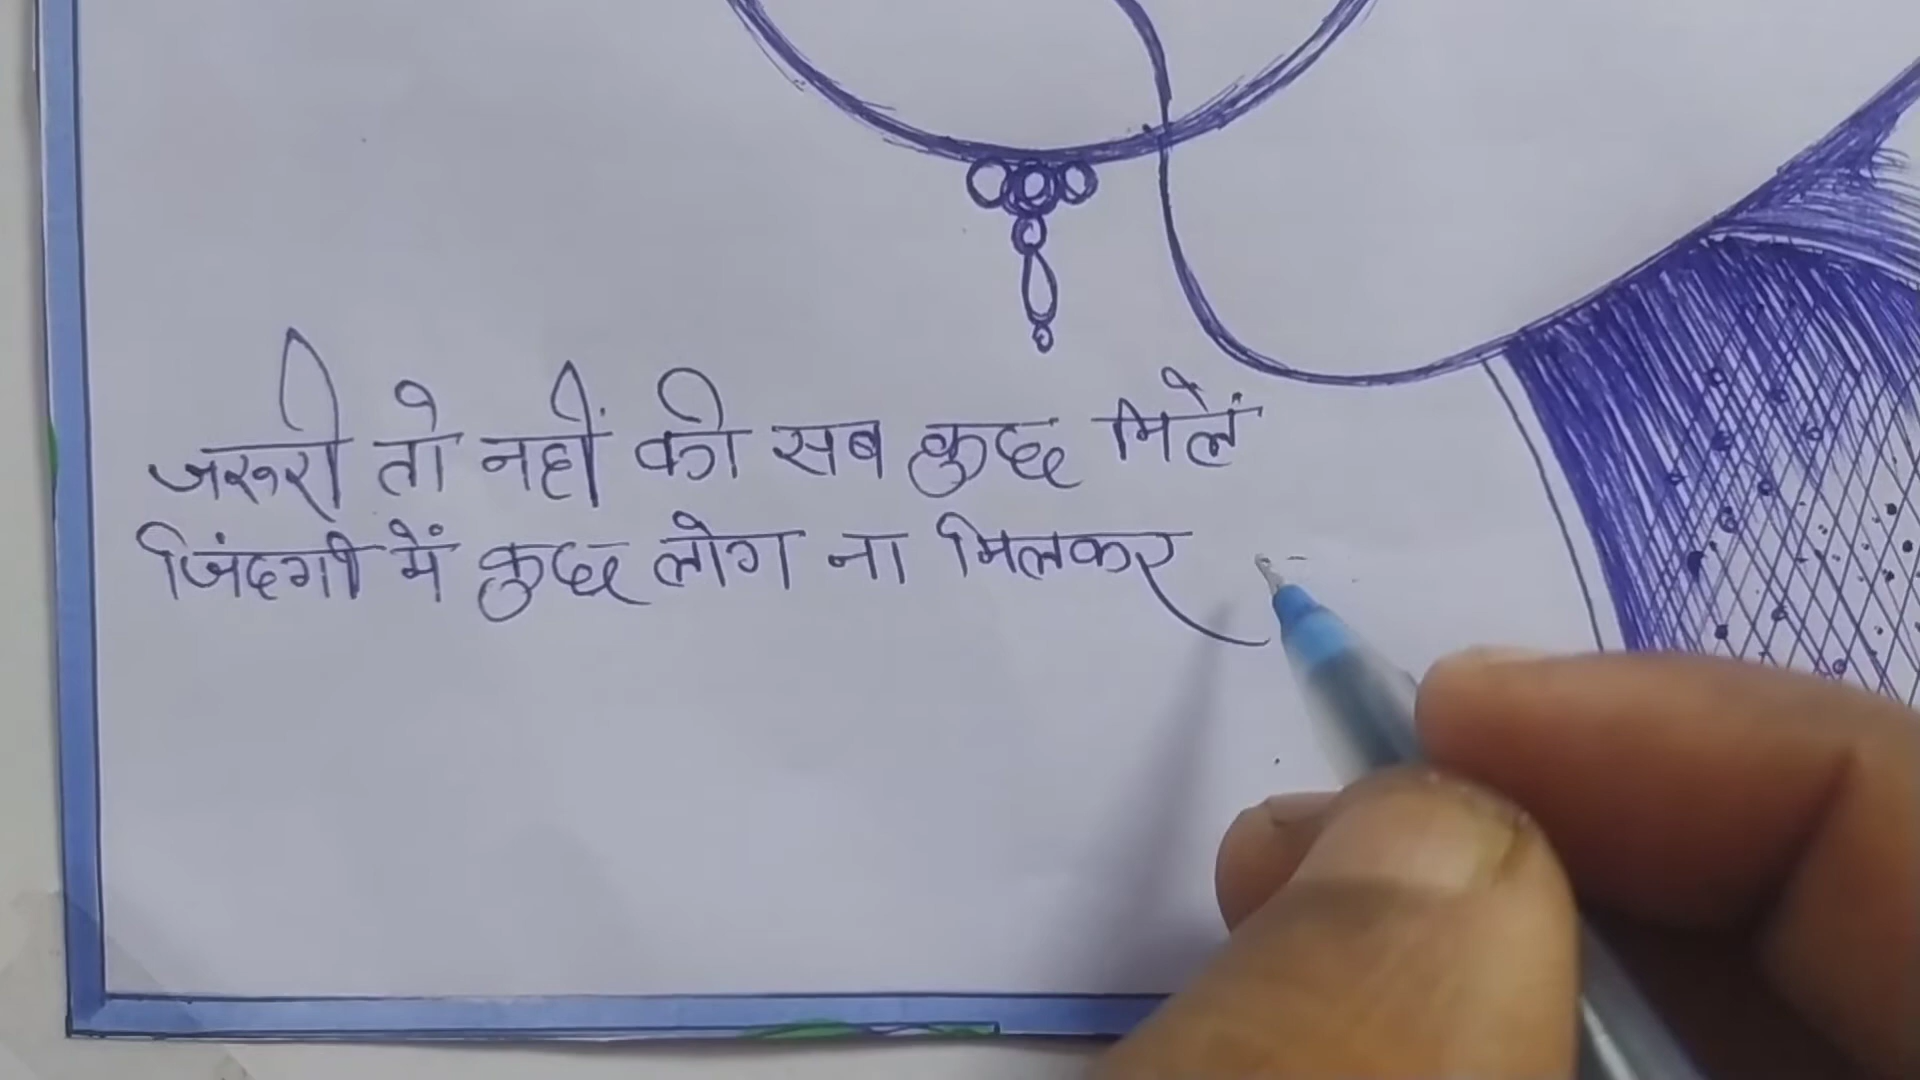 जरूरी तो नहीं की सब कुछ मिलें
जिंदगी में कुछ लोग ना मिलकर